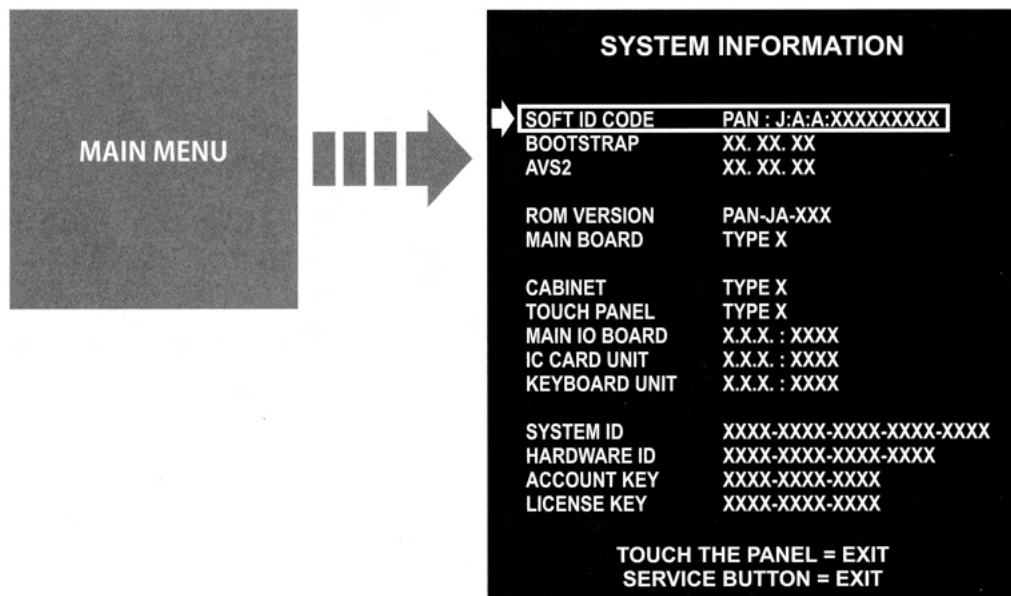 MAIN MENU
SYSTEM INFORMATION
SOFT ID CODE PAN : J:A:A:XXXXXXXXX
BOOTSTRAP XX. XX. XX
AVS2 XX. XX. XX
ROM VERSION PAN-JA-XXX
MAIN BOARD TYPE X
CABINET TYPE X
TOUCH PANEL TYPE X
MAIN IO BOARD X.X.X. : XXXX
IC CARD UNIT X.X.X. : XXXX
KEYBOARD UNIT X.X.X. : XXXX
SYSTEM ID XXXX-XXXX-XXXX-XXXX-XXXX
HARDWARE ID XXXX-XXXX-XXXX-XXXX
ACCOUNT KEY XXXX-XXXX-XXXX
LICENSE KEY XXXX-XXXX-XXXX
TOUCH THE PANEL = EXIT
SERVICE BUTTON = EXIT